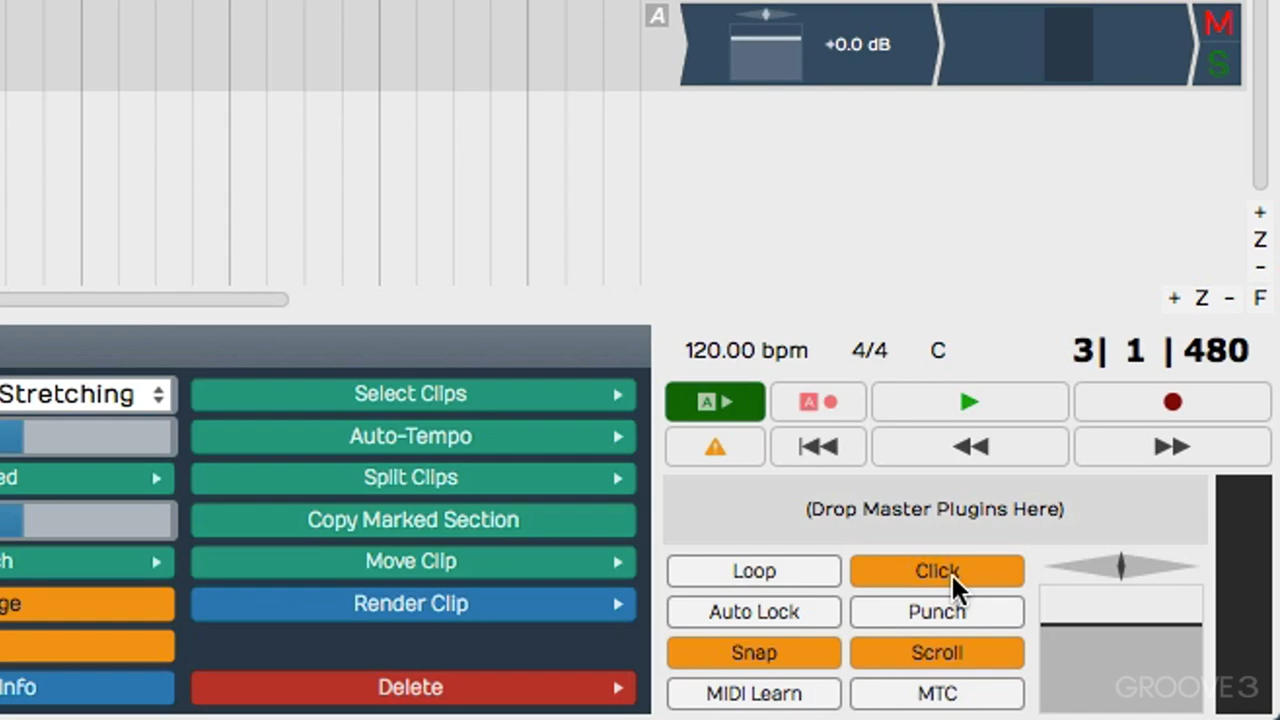 A
+0.0 dB
M
S
+
Z
-
+ Z - F
120.00 bpm 4/4 C 3| 1 |480
Stretching
Select Clips
A A
Auto-Tempo
ed
Split Clips
Copy Marked Section
(Drop Master Plugins Here)
ch
Move Clip
Loop
Click
ge
Render Clip
Auto Lock
Punch
Snap
Scroll
Info
Delete
MIDI Learn
MTC
GROOVE3